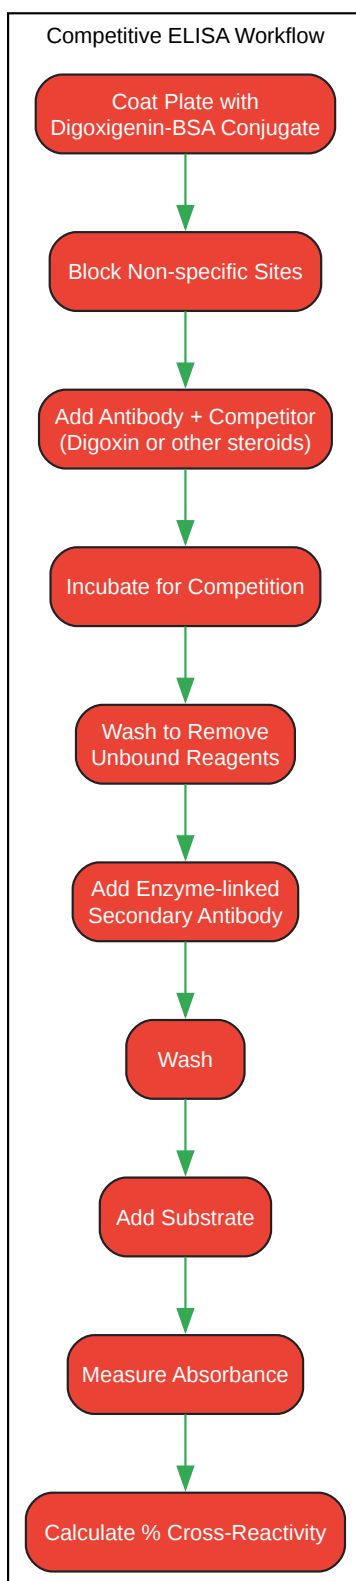 Competitive ELISA Workflow
Coat Plate with
Digoxigenin-BSA Conjugate
Block Non-specific Sites
Add Antibody + Competitor
(Digoxin or other steroids)
Incubate for Competition
Wash to Remove
Unbound Reagents
Add Enzyme-linked
Secondary Antibody
Wash
Add Substrate
Measure Absorbance
Calculate % Cross-Reactivity